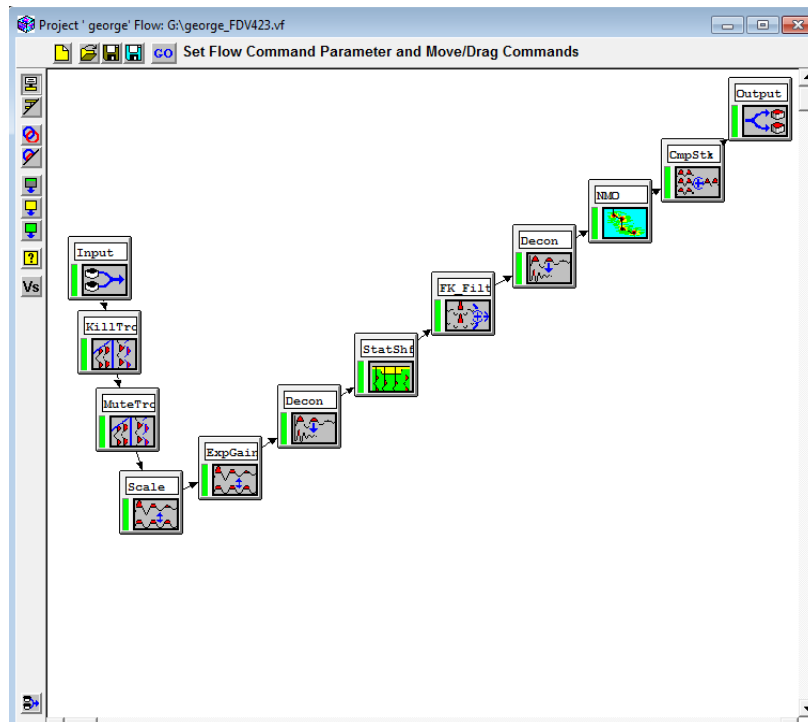 Project ' george' Flow: G:\george_FDV423.vf
GO Set Flow Command Parameter and Move/Drag Commands
Output
CmpStk
NMO
Decon
Input
FK_Filt
Vs
KillTrc
StatShf
MuteTrc
Decon
ExpGain
Scale